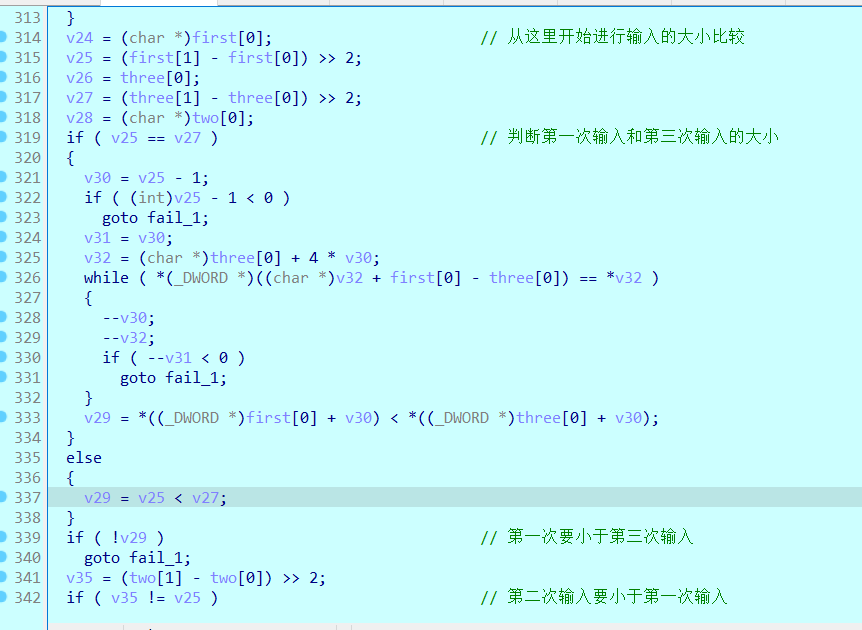 313 }
314 v24 = (char *)first[0]; // 从这里开始进行输入的大小比较
315 v25 = (first[1] - first[0]) >> 2;
316 v26 = three[0];
317 v27 = (three[1] - three[0]) >> 2;
318 v28 = (char *)two[0];
319 if ( v25 == v27 ) // 判断第一次输入和第三次输入的大小
320 {
321 v30 = v25 - 1;
322 if ( (int)v25 - 1 < 0 )
323 goto fail_1;
324 v31 = v30;
325 v32 = (char *)three[0] + 4 * v30;
326 while ( *(_DWORD *)((char *)v32 + first[0] - three[0]) == *v32 )
327 {
328 --v30;
329 --v32;
330 if ( --v31 < 0 )
331 goto fail_1;
332 }
333 v29 = *((_DWORD *)first[0] + v30) < *((_DWORD *)three[0] + v30);
334 }
335 else
336 {
337 v29 = v25 < v27;
338 }
339 if ( !v29 ) // 第一次要小于第三次输入
340 goto fail_1;
341 v35 = (two[1] - two[0]) >> 2;
342 if ( v35 != v25 ) // 第二次输入要小于第一次输入